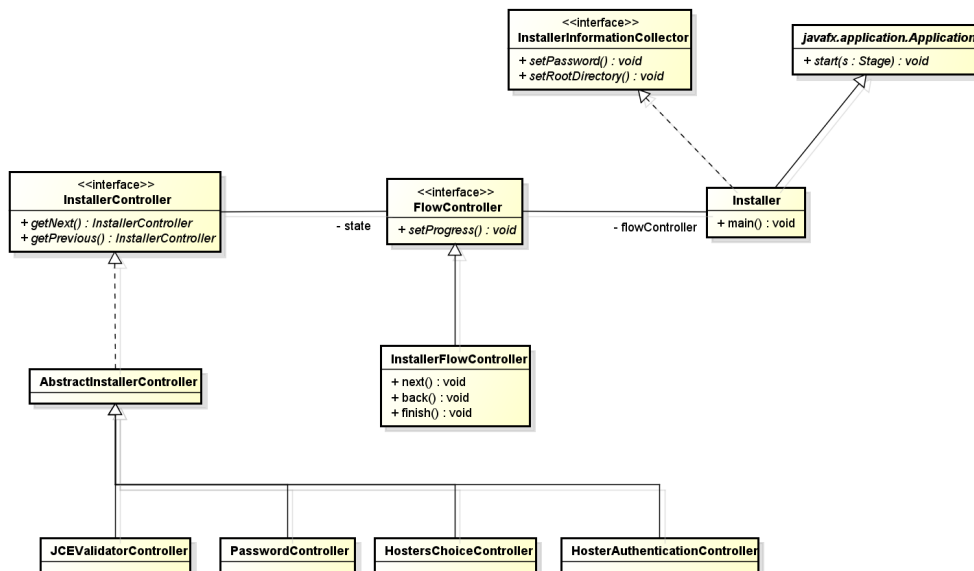 <<interface>>
InstallerInformationCollector
+ setPassword() : void
+ setRootDirectory() : void
javafx.application.Application
+ start(s : Stage) : void
<<interface>>
InstallerController
+ getNext() : InstallerController
+ getPrevious() : InstallerController
- state
<<interface>>
FlowController
+ setProgress() : void
- flowController
Installer
+ main() : void
AbstractInstallerController
InstallerFlowController
+ next() : void
+ back() : void
+ finish() : void
JCEValidatorController
PasswordController
HostersChoiceController
HosterAuthenticationController